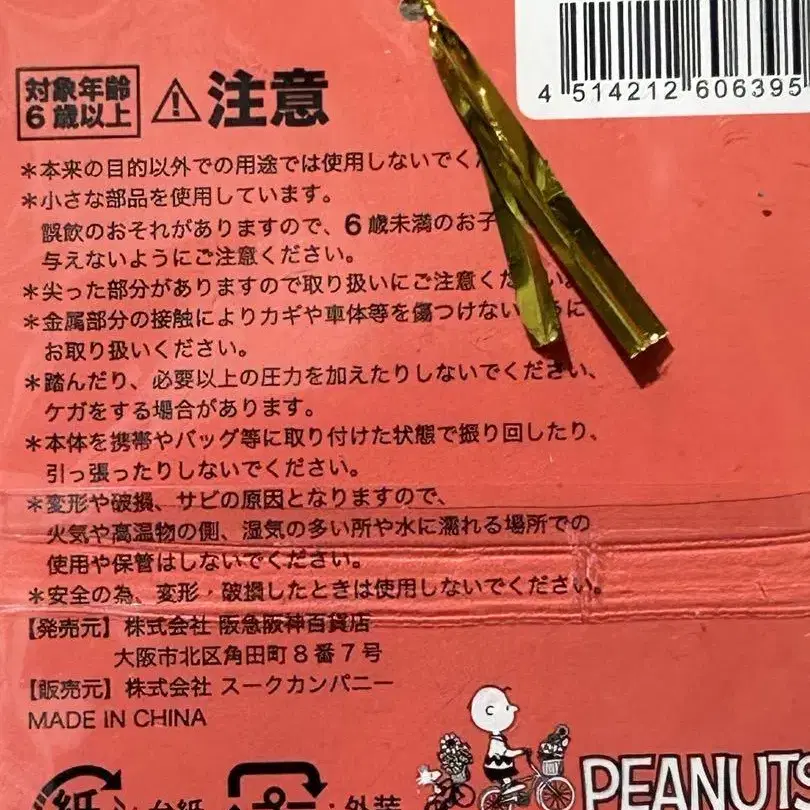 4 514212 606395
対象年齢
6歳以上
⚠注意
*本来の目的以外での用途では使用しないでく
*小さな部品を使用しています。
誤飲のおそれがありますので、6歳未満のお子
与えないようにご注意ください。
*尖った部分がありますので取り扱いにご注意くだ
*金属部分の接触によりカギや車体等を傷つけない うに
お取り扱いください。
*踏んだり、必要以上の圧力を加えたりしないでください、
ケガをする場合があります。
*本体を携帯やバッグ等に取り付けた状態で振り回したり、
引っ張ったりしないでください。
*変形や破損、サビの原因となりますので、
火気や高温物の側、湿気の多い所や水に濡れる場所での
使用や保管はしないでください。
*安全の為、変形・破損したときは使用しないでください。
【発売元】株式会社 阪急阪神百貨店
大阪市北区角田町8番7号
【販売元】株式会社 スークカンパニー
MADE IN CHINA
紙 台紙
プラ :外装
PEANUTS